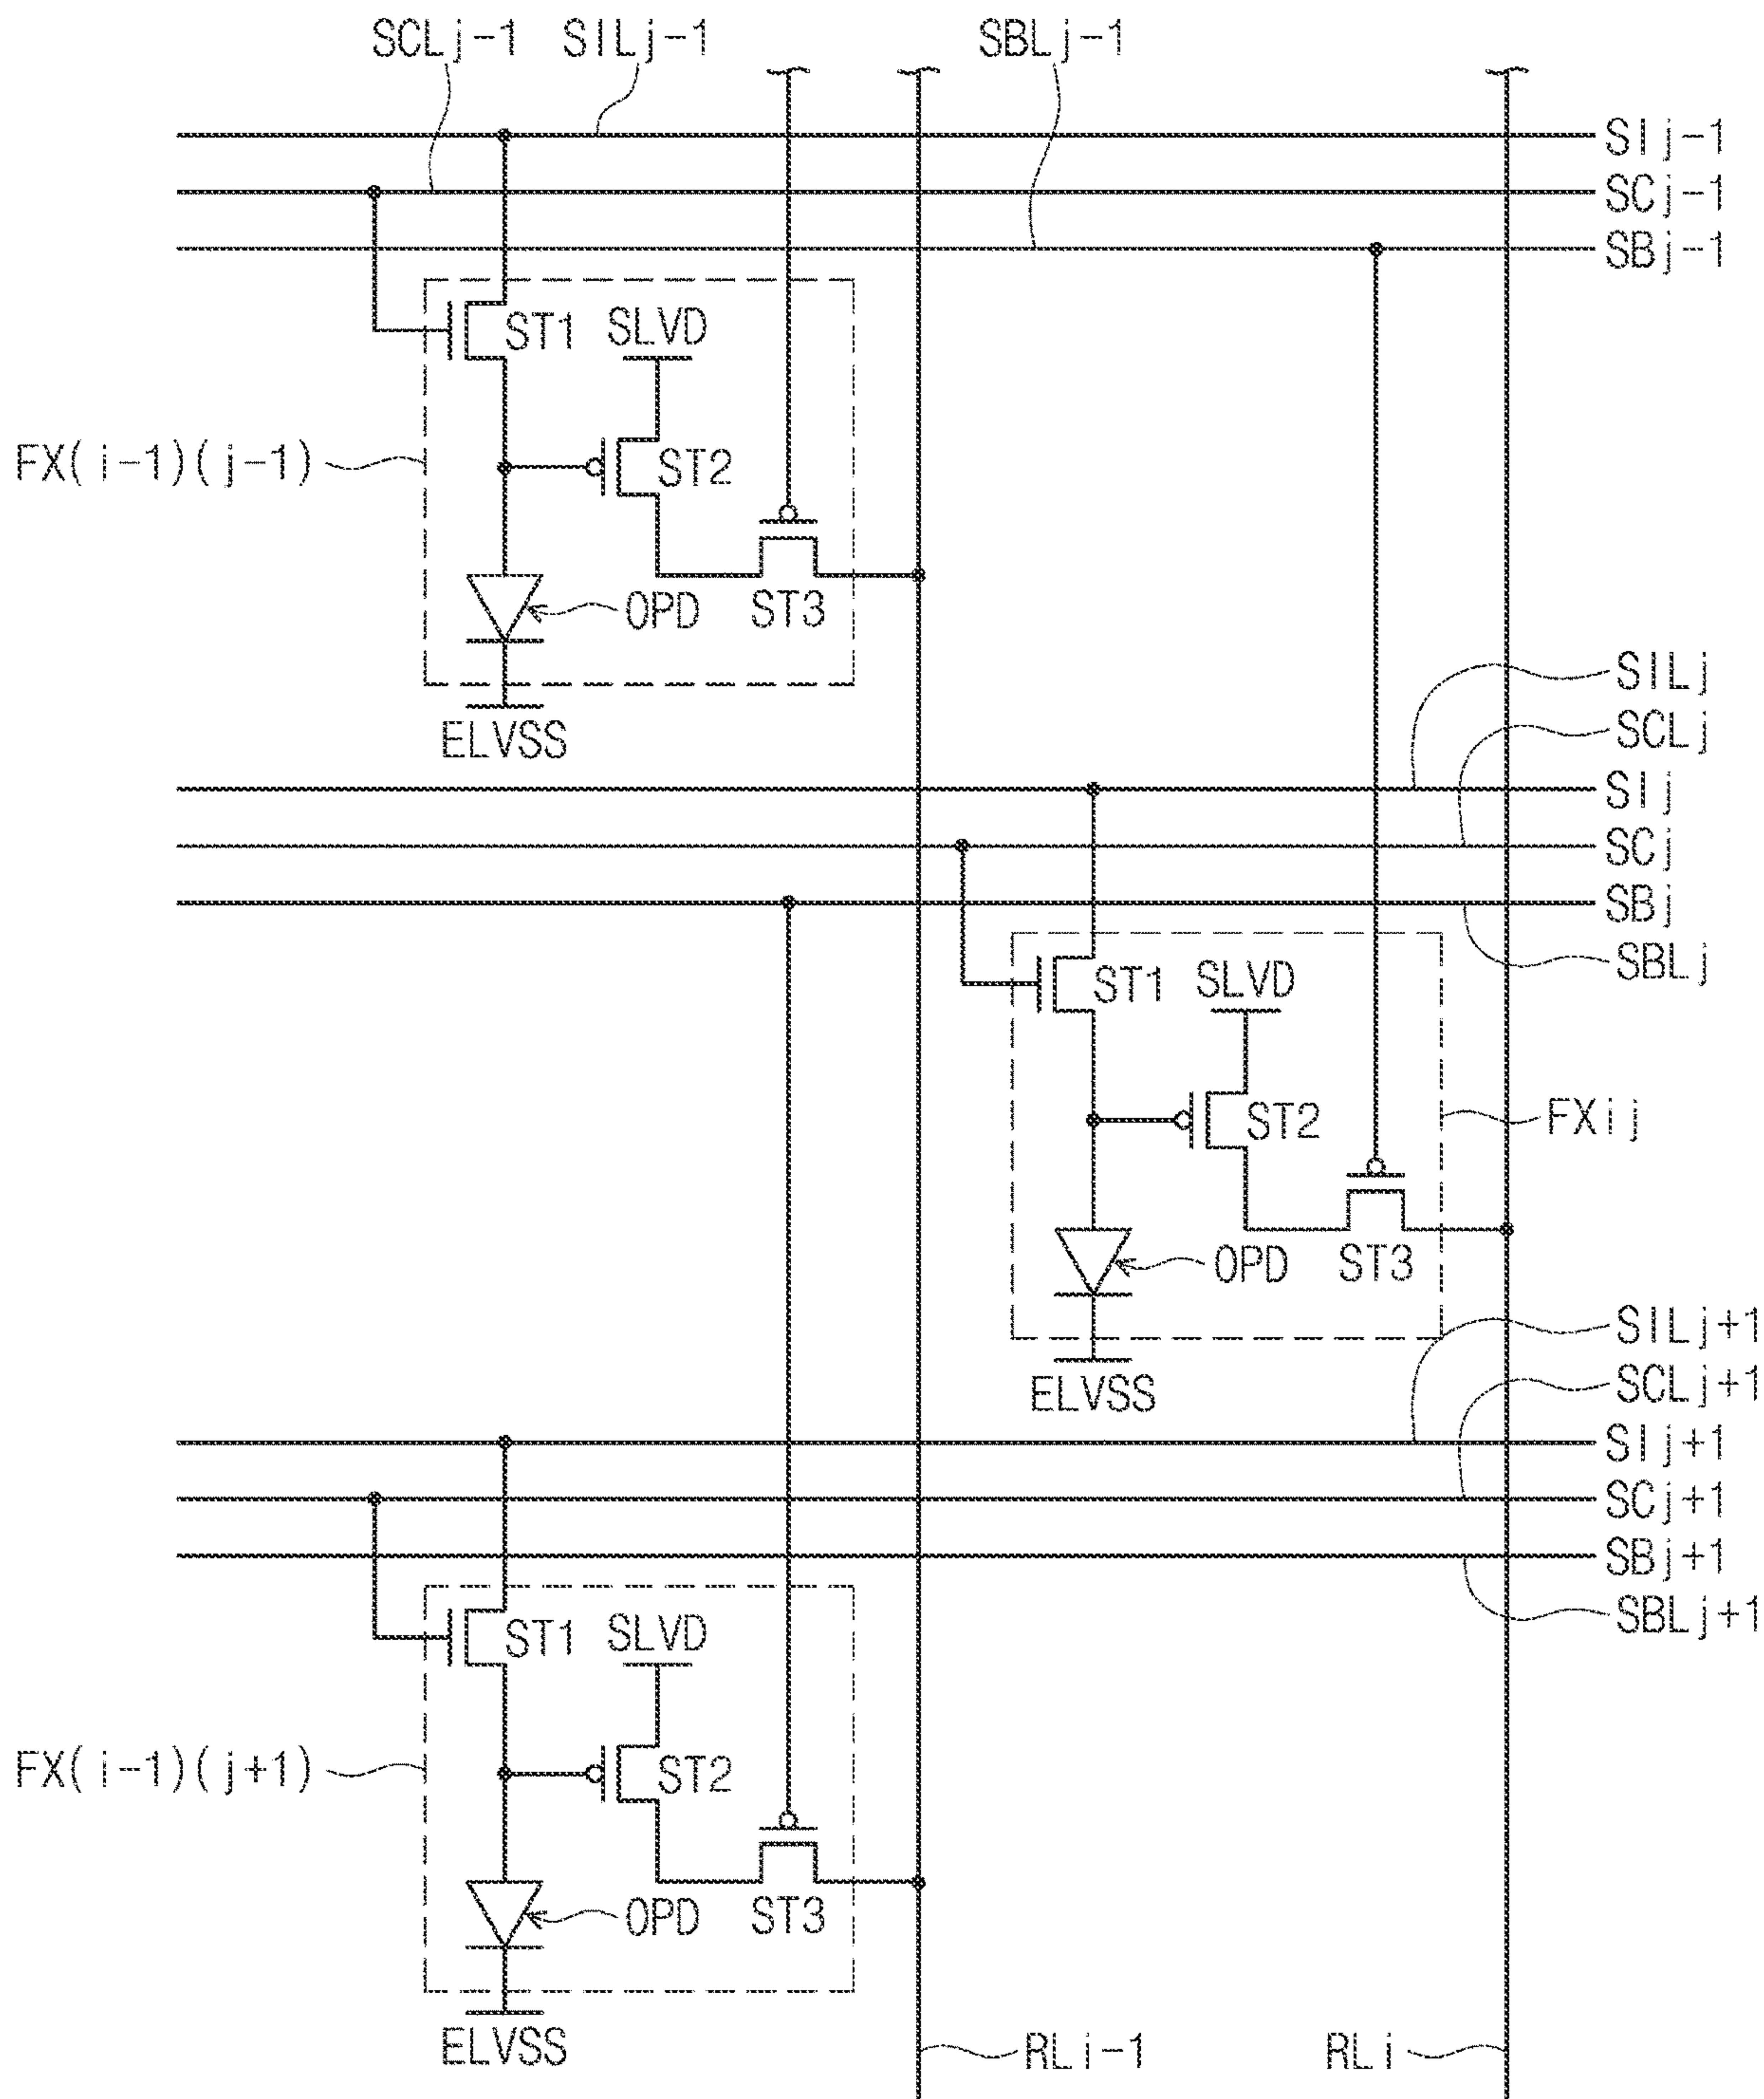 SCLj-1 SILj-1 SBLj-1
SIj-1
SCj-1
SBj-1
ST1 SLVD
FX(i-1)(j-1)
ST2
OPD ST3
ELVSS
SILj
SCLj
SIj
SCj
SBj
SBLj
ST1 SLVD
ST2
FXij
OPD ST3
ELVSS
SILj+1
SCLj+1
SIj+1
SCj+1
SBj+1
SBLj+1
ST1 SLVD
FX(i-1)(j+1)
ST2
OPD ST3
ELVSS
RLi-1 RLi